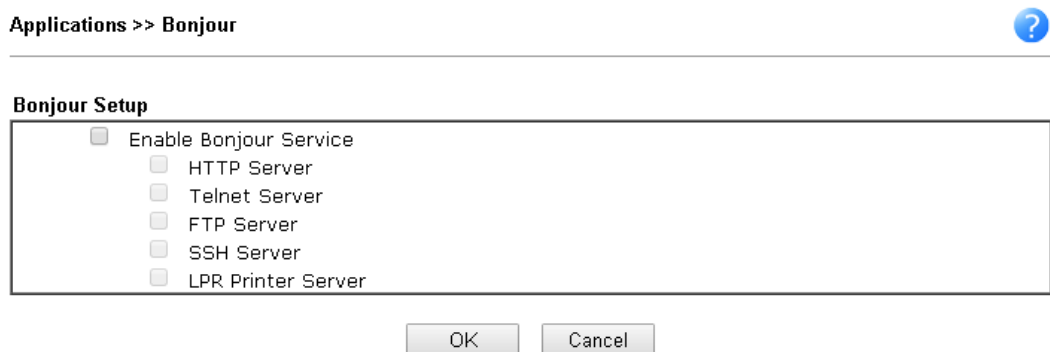 Applications >> Bonjour
?
Bonjour Setup
Enable Bonjour Service
HTTP Server
Telnet Server
FTP Server
SSH Server
LPR Printer Server
OK Cancel